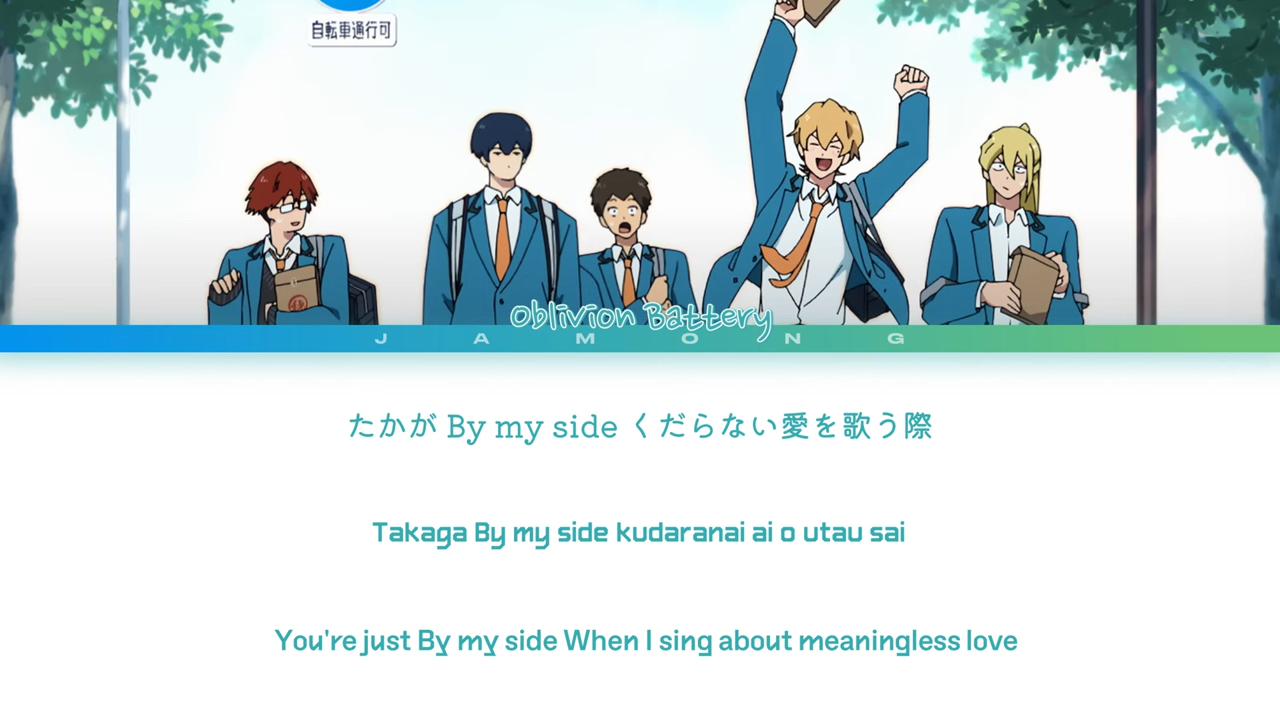 自転車通行可
Oblivion Battery
JAMONG
たかが By my side くだらない愛を歌う際
Takaga By my side kudaranai ai o utau sai
You're just By my side When I sing about meaningless love